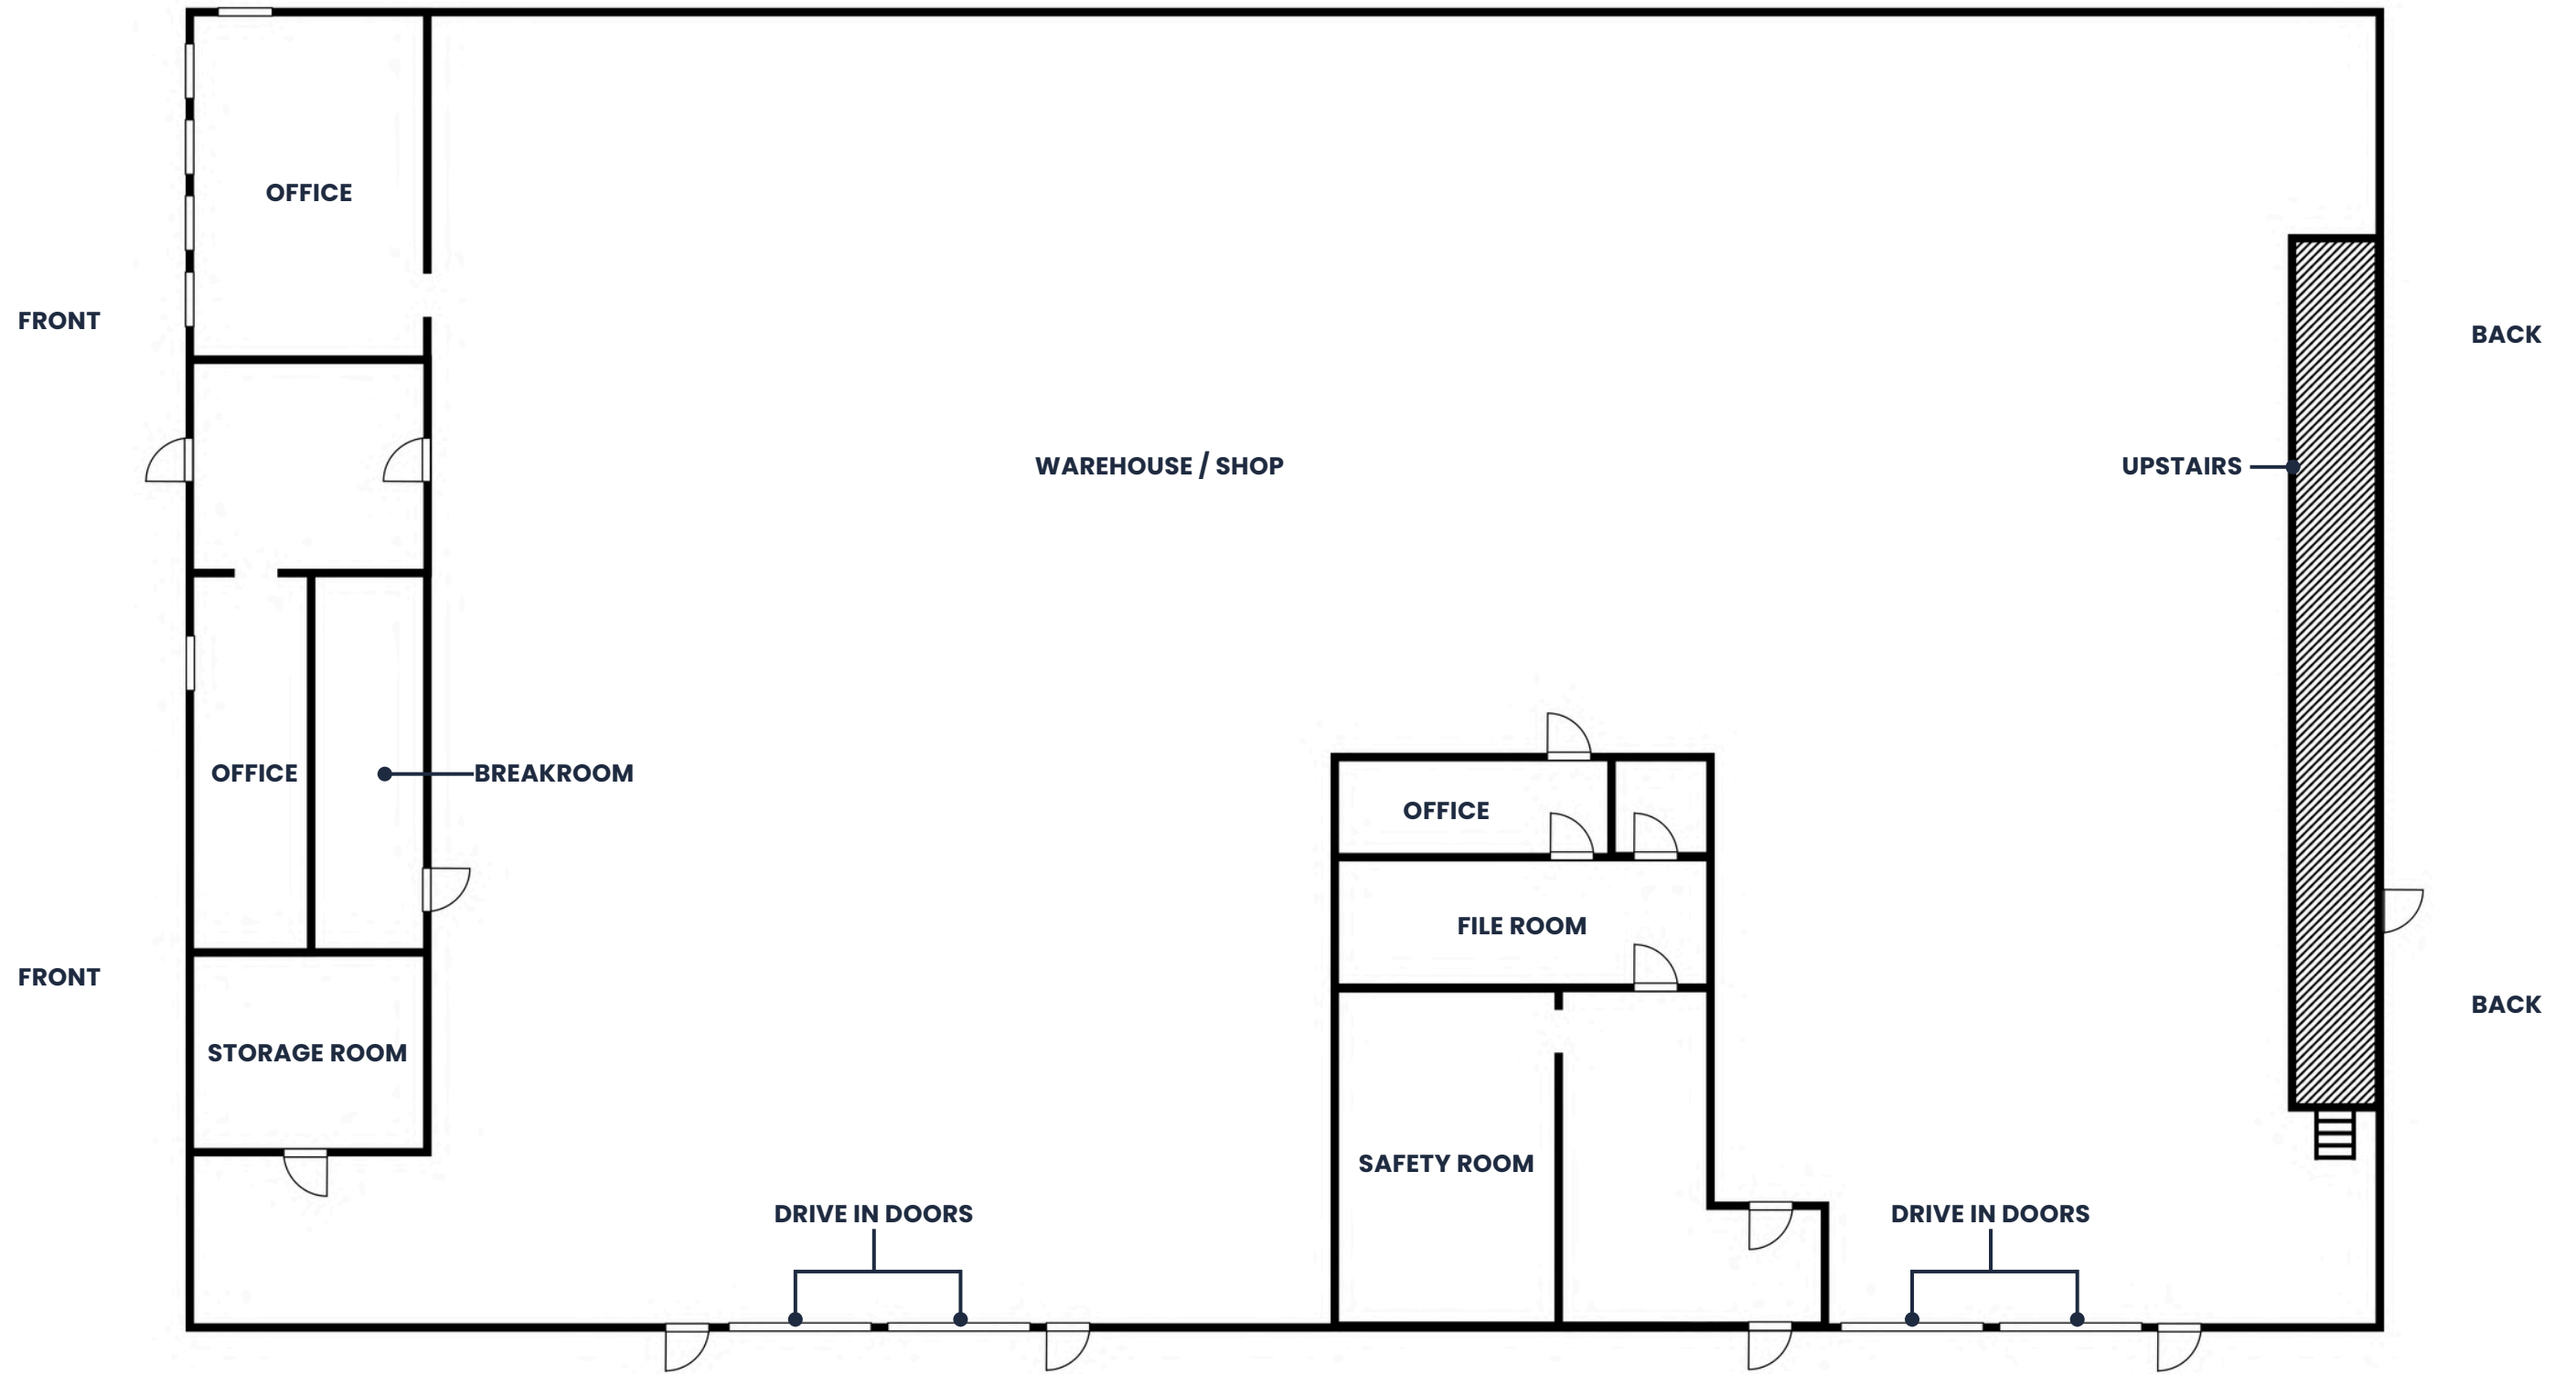 OFFICE
FRONT
BACK
WAREHOUSE / SHOP
UPSTAIRS
OFFICE
BREAKROOM
OFFICE
FILE ROOM
FRONT
BACK
STORAGE ROOM
SAFETY ROOM
DRIVE IN DOORS
DRIVE IN DOORS